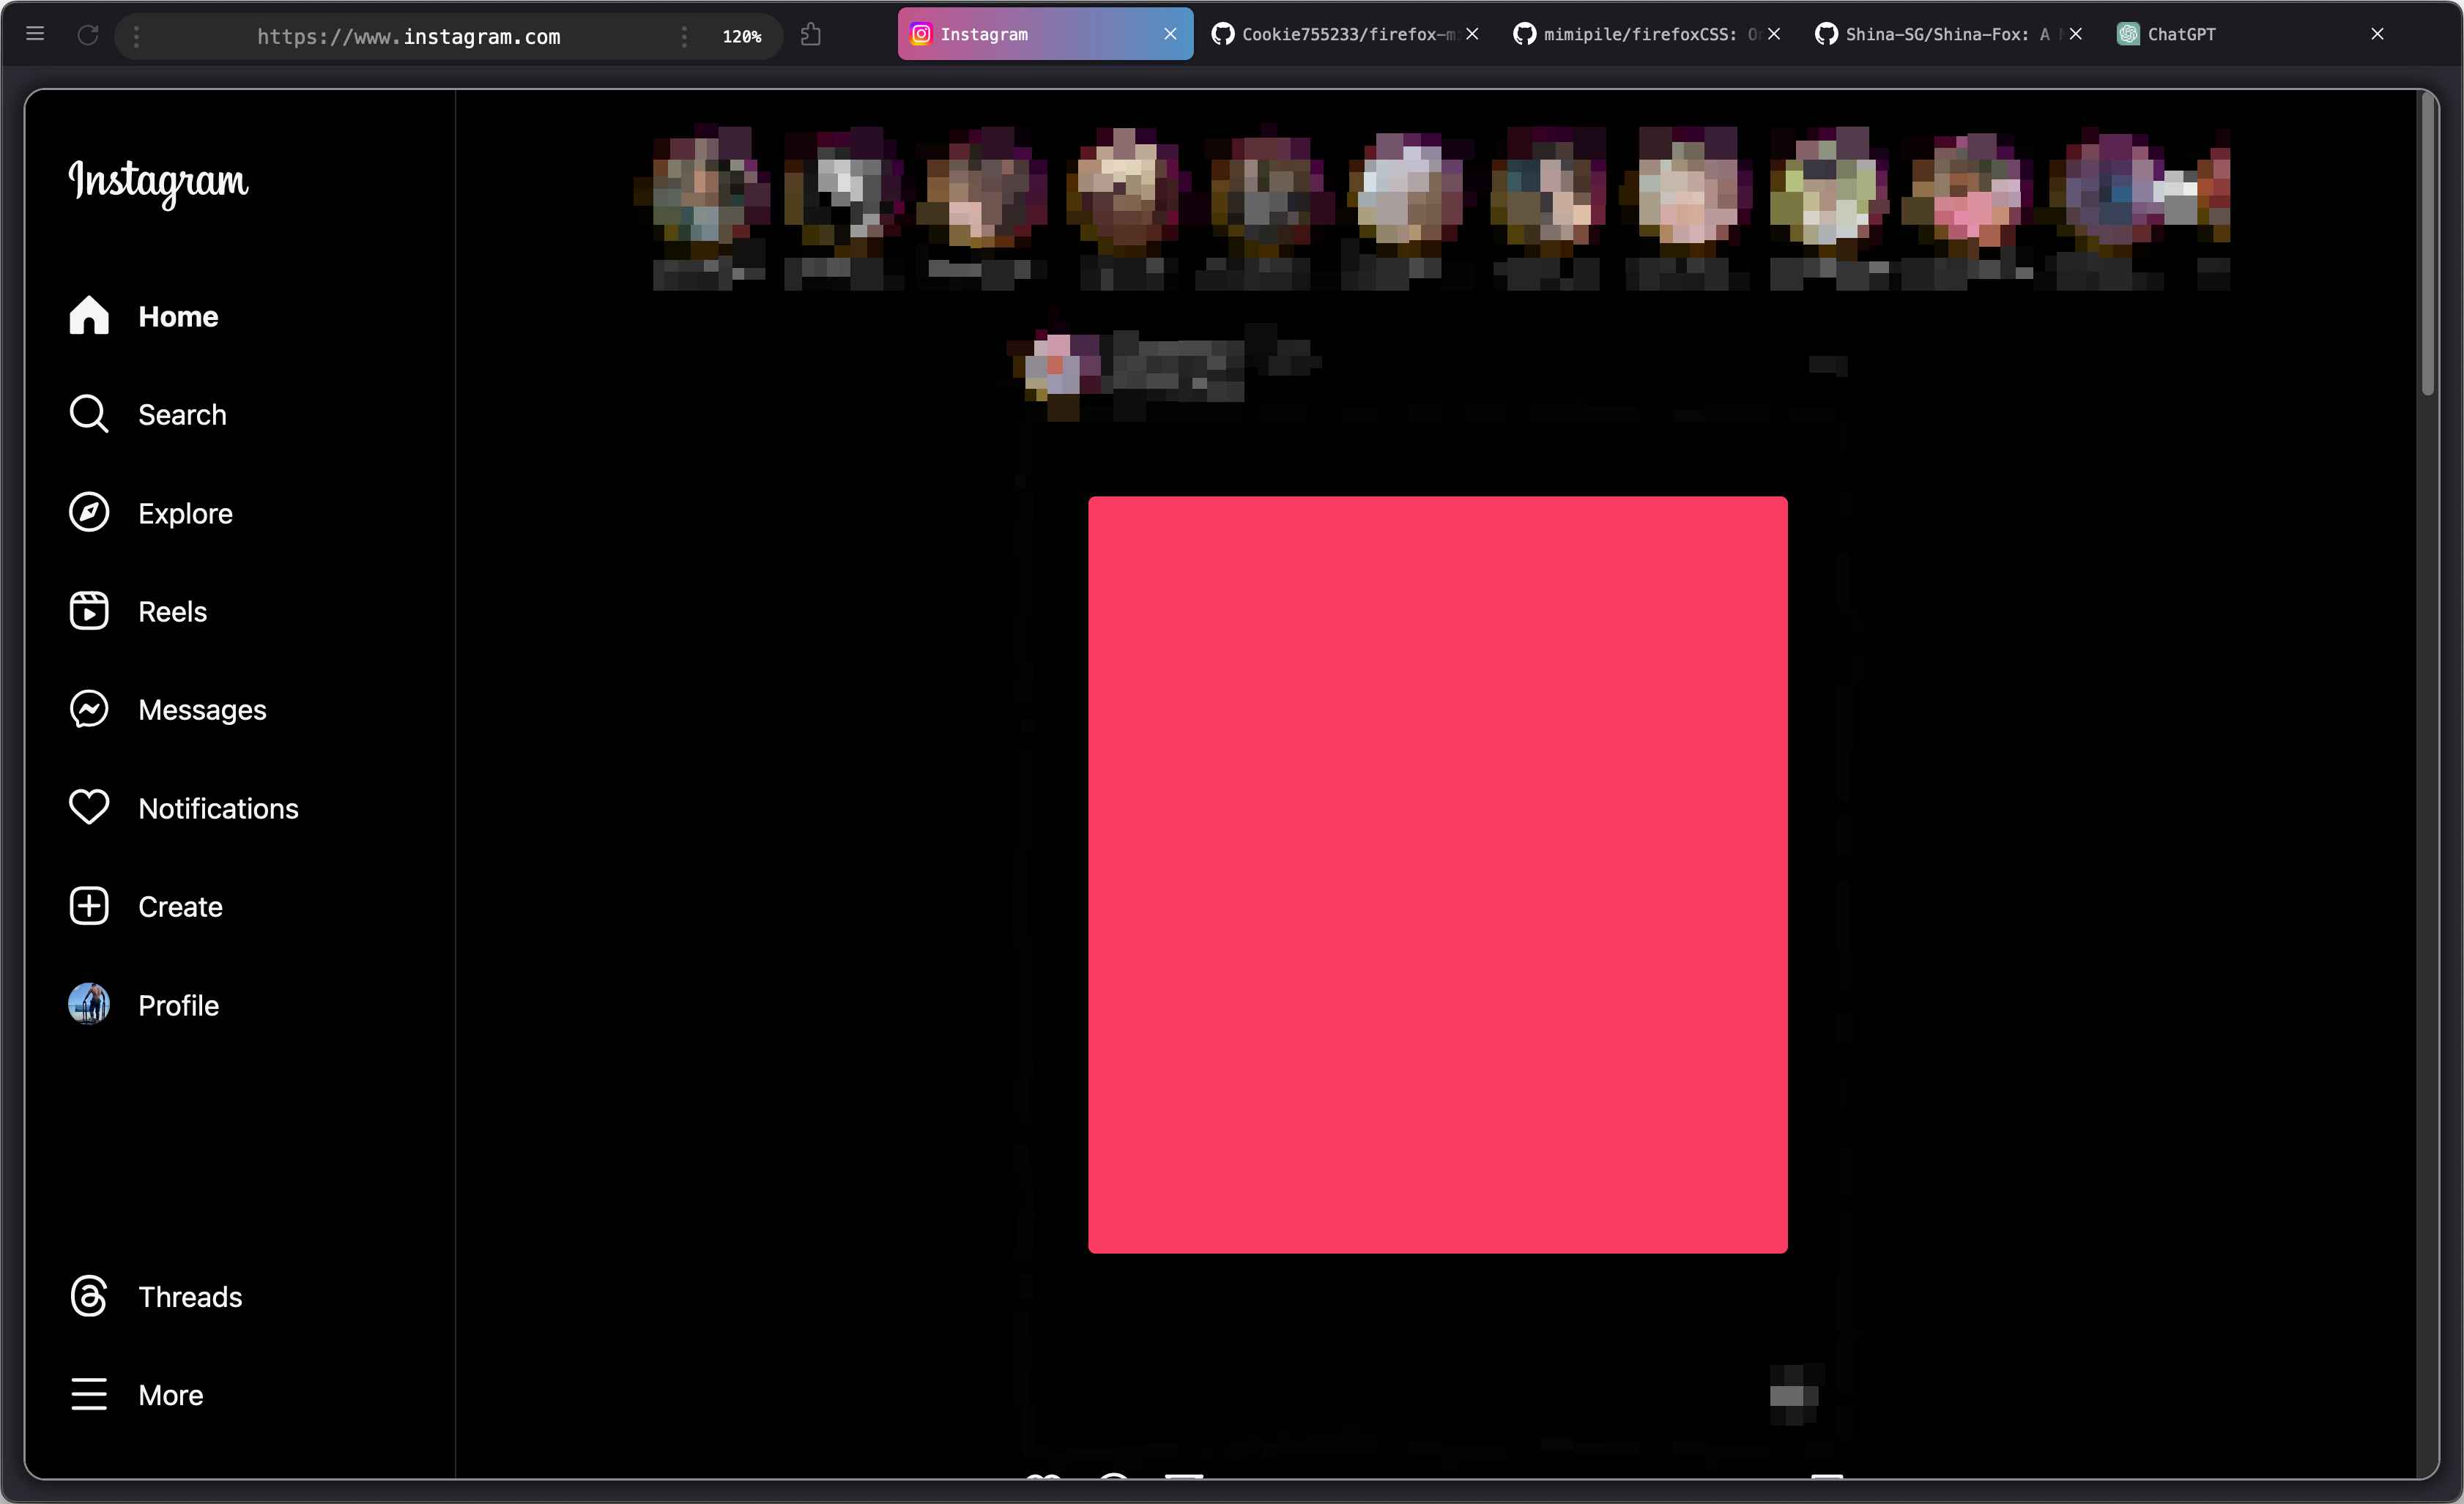 https://www.instagram.com
120%
Instagram
Cookie755233/firefox-m
mimipile/firefoxCSS: On
Shina-SG/Shina-Fox: A
ChatGPT
Instagram
Home
Search
Explore
Reels
Messages
Notifications
Create
Profile
Threads
More